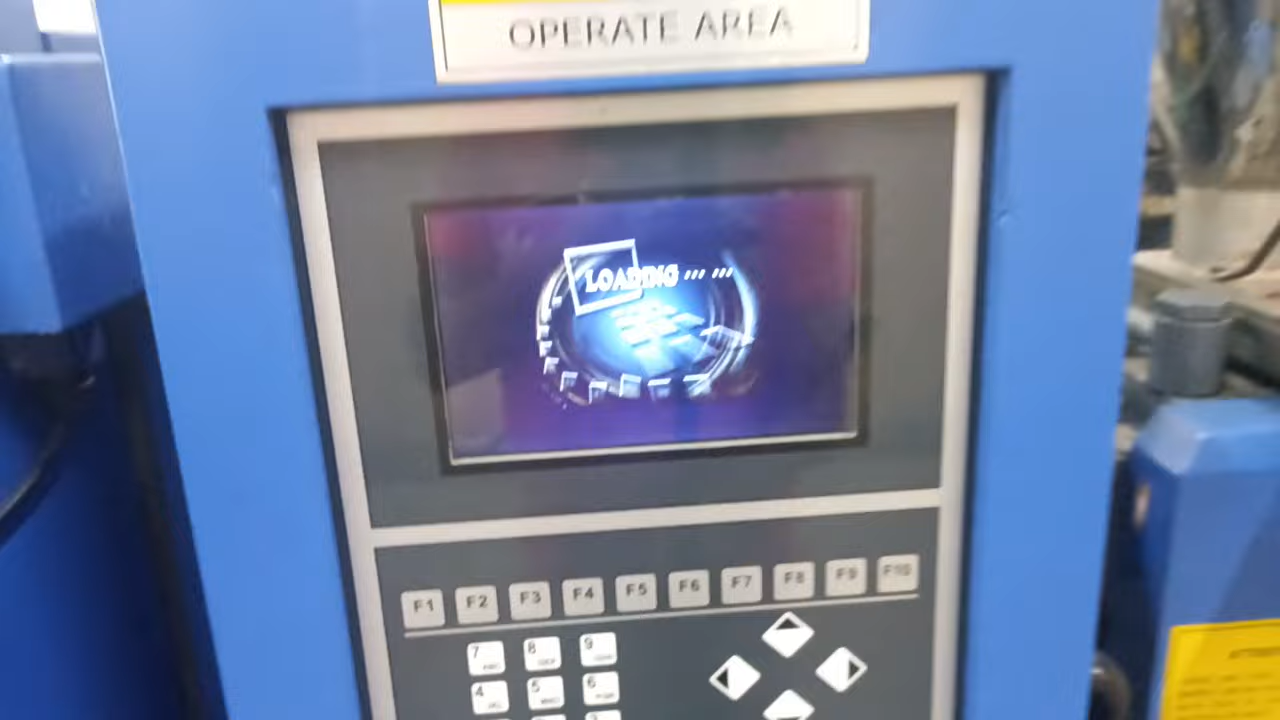 OPERATE AREA
LOADING ... ...
F1 F2 F3 F4 F5 F6 F7 F8 F9 F10
7 8 9
4 5 6